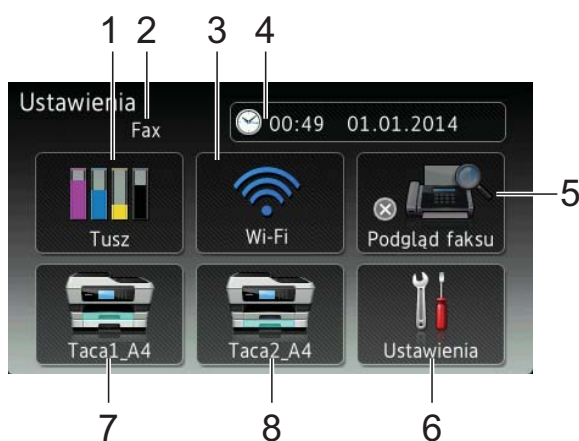 1 2 3 4
Ustawienia
Fax
00:49 01.01.2014
5
Tusz
Wi-Fi
Podgląd faksu
Taca1_A4
Taca2_A4
Ustawienia
7 8 6